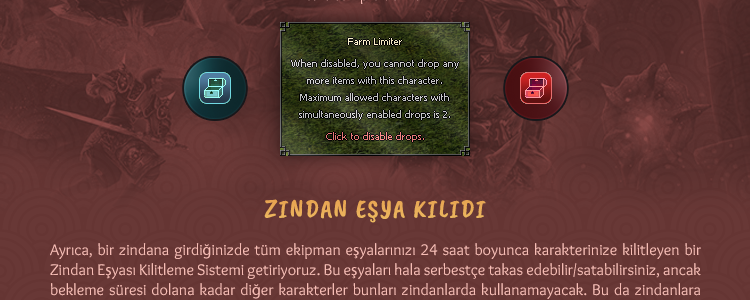 Farm Limiter
When disabled, you cannot drop any
more items with this character.
Maximum allowed characters with
simultaneously enabled drops is 2.
Click to disable drops.
ZINDAN EŞYA KILIDI
Ayrıca, bir zindana girdiğinizde tüm ekipman eşyalarınızı 24 saat boyunca karakterinize kilitleyen bir
Zindan Eşyası Kilitleme Sistemi getiriyoruz. Bu eşyaları hala serbestçe takas edebilir/satabilirsiniz, ancak
bekleme süresi dolana kadar diğer karakterler bunları zindanlarda kullanamayacak. Bu da zindanlara